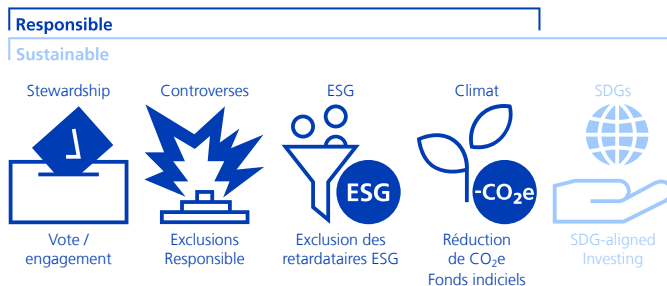 Responsible
Sustainable
Stewardship
Controverses
ESG
Climat
SDGs
ESG
-CO₂e
Vote /
engagement
Exclusions
Responsible
Exclusion des
retardataires ESG
Réduction
de CO₂e
Fonds indiciels
SDG-aligned
Investing